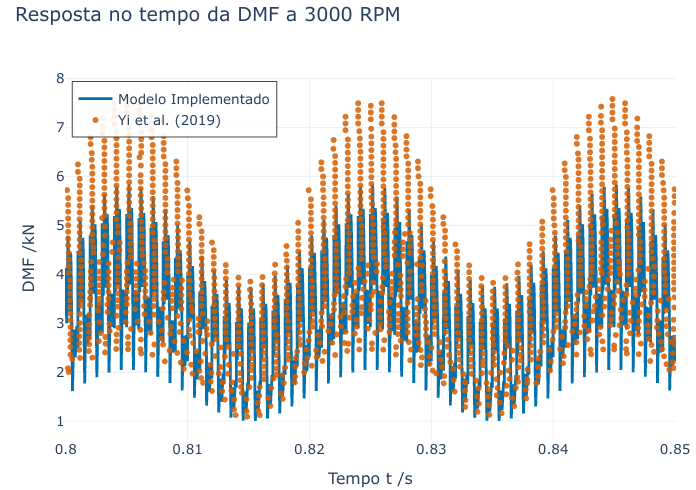 Resposta no tempo da DMF a 3000 RPM
Modelo Implementado
Yi et al. (2019)
DMF /kN
8
7
6
5
4
3
2
1
0.8
0.81
0.82
0.83
0.84
0.85
Tempo t /s